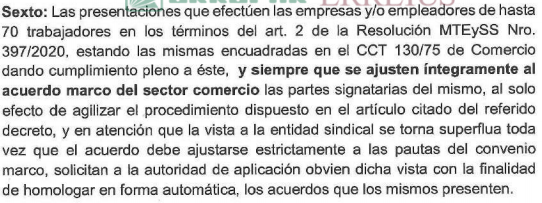 Sexto: Las presentaciones que efectúen las empresas y/o empleadores de hasta
70 trabajadores en los términos del art. 2 de la Resolución MTEySS Nro.
397/2020, estando las mismas encuadradas en el CCT 130/75 de Comercio
dando cumplimiento pleno a éste, y siempre que se ajusten íntegramente al
acuerdo marco del sector comercio las partes signatarias del mismo, al solo
efecto de agilizar el procedimiento dispuesto en el artículo citado del referido
decreto, y en atención que la vista a la entidad sindical se torna superflua toda
vez que el acuerdo debe ajustarse estrictamente a las pautas del convenio
marco, solicitan a la autoridad de aplicación obvien dicha vista con la finalidad
de homologar en forma automática, los acuerdos que los mismos presenten.